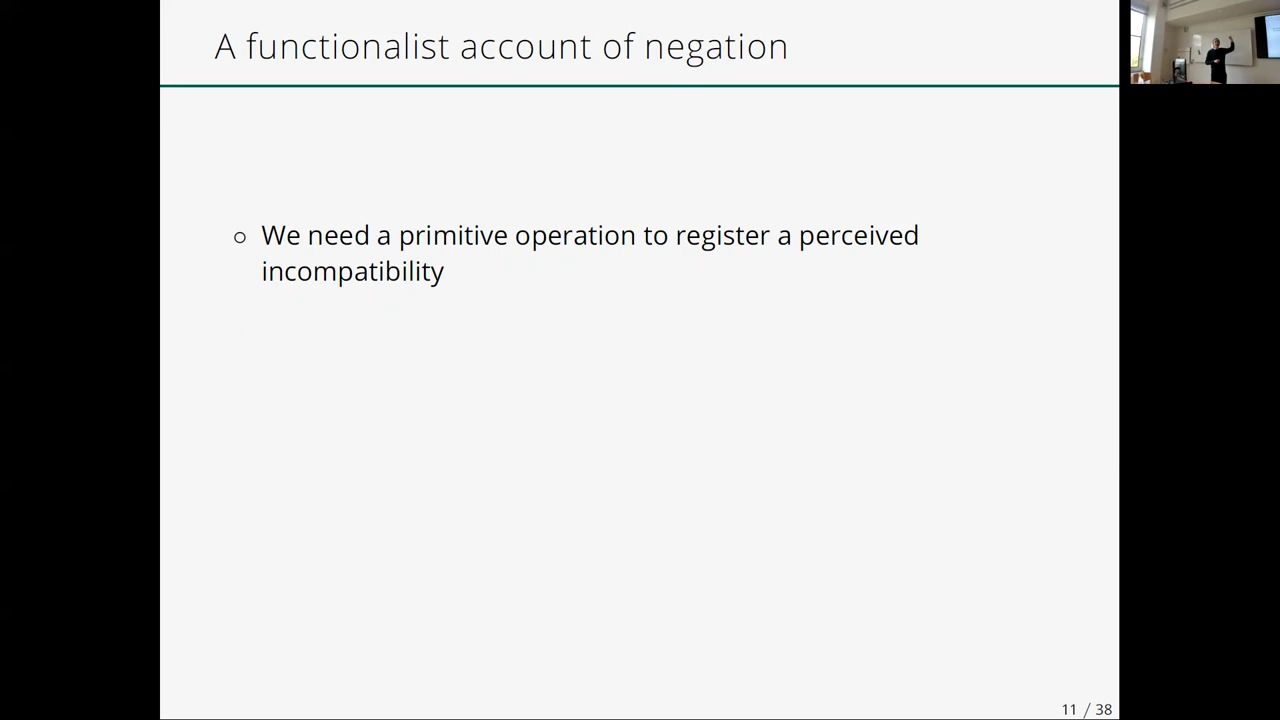 A functionalist account of negation
○ We need a primitive operation to register a perceived
incompatibility
11 / 38